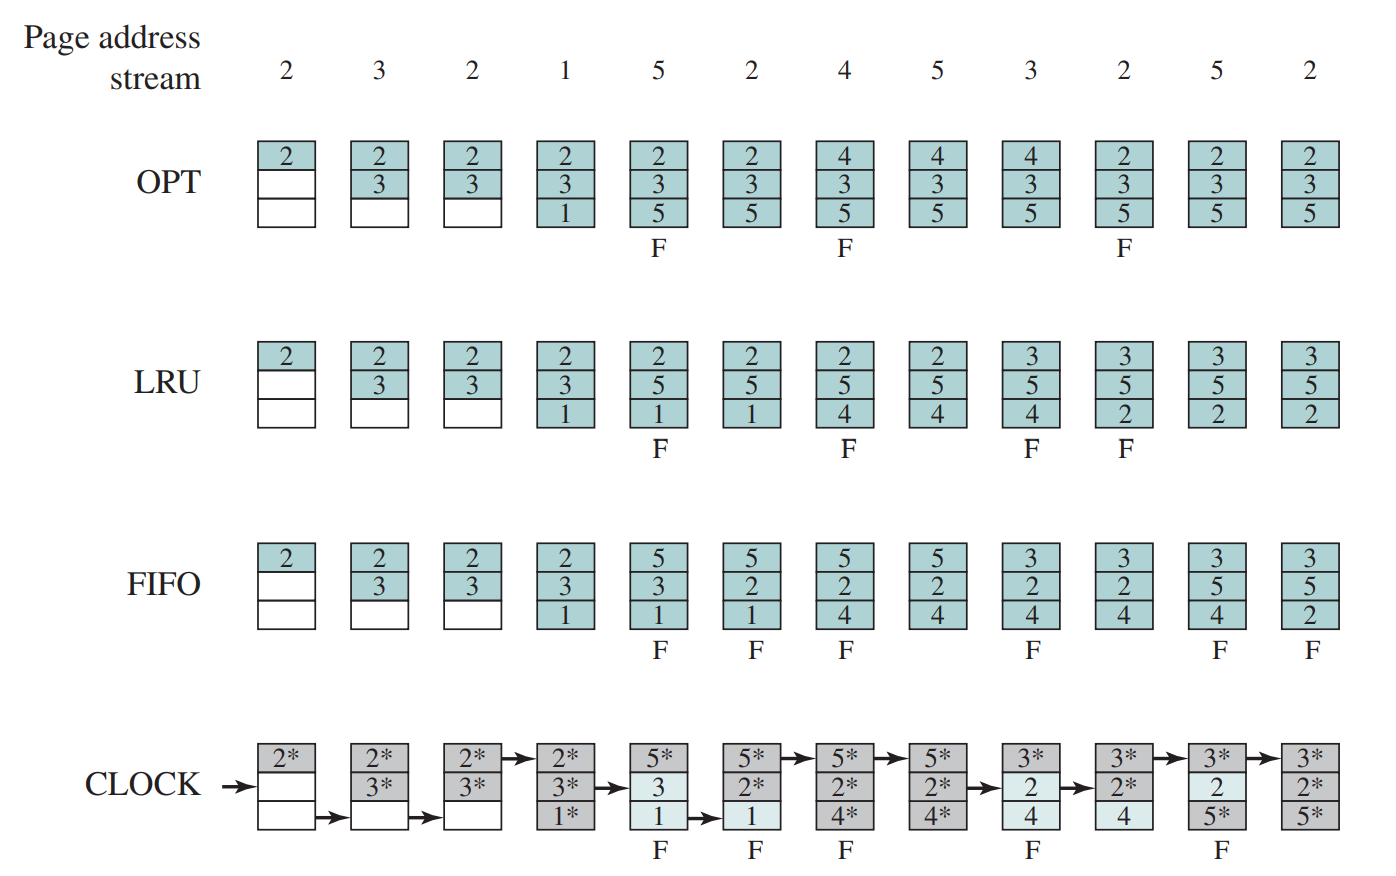 Page address
stream 2 3 2 1 5 2 4 5 3 2 5 2
2 2 2 2 2 2 4 4 4 2 2 2
OPT 3 3 3 3 3 3 3 3 3 3 3
1 5 5 5 5 5 5 5 5
F F F
2 2 2 2 2 2 2 2 3 3 3 3
LRU 3 3 3 5 5 5 5 5 5 5 5
1 1 1 4 4 4 2 2 2
F F F F
2 2 2 2 5 5 5 5 3 3 3 3
FIFO 3 3 3 3 2 2 2 2 2 5 5
1 1 1 4 4 4 4 4 2
F F F F F F
2* 2* 2* 2* 5* 5* 5* 5* 3* 3* 3* 3*
CLOCK 3* 3* 3* 3 2* 2* 2* 2 2* 2 2*
1* 1 1 4* 4* 4 4 5* 5*
F F F F F